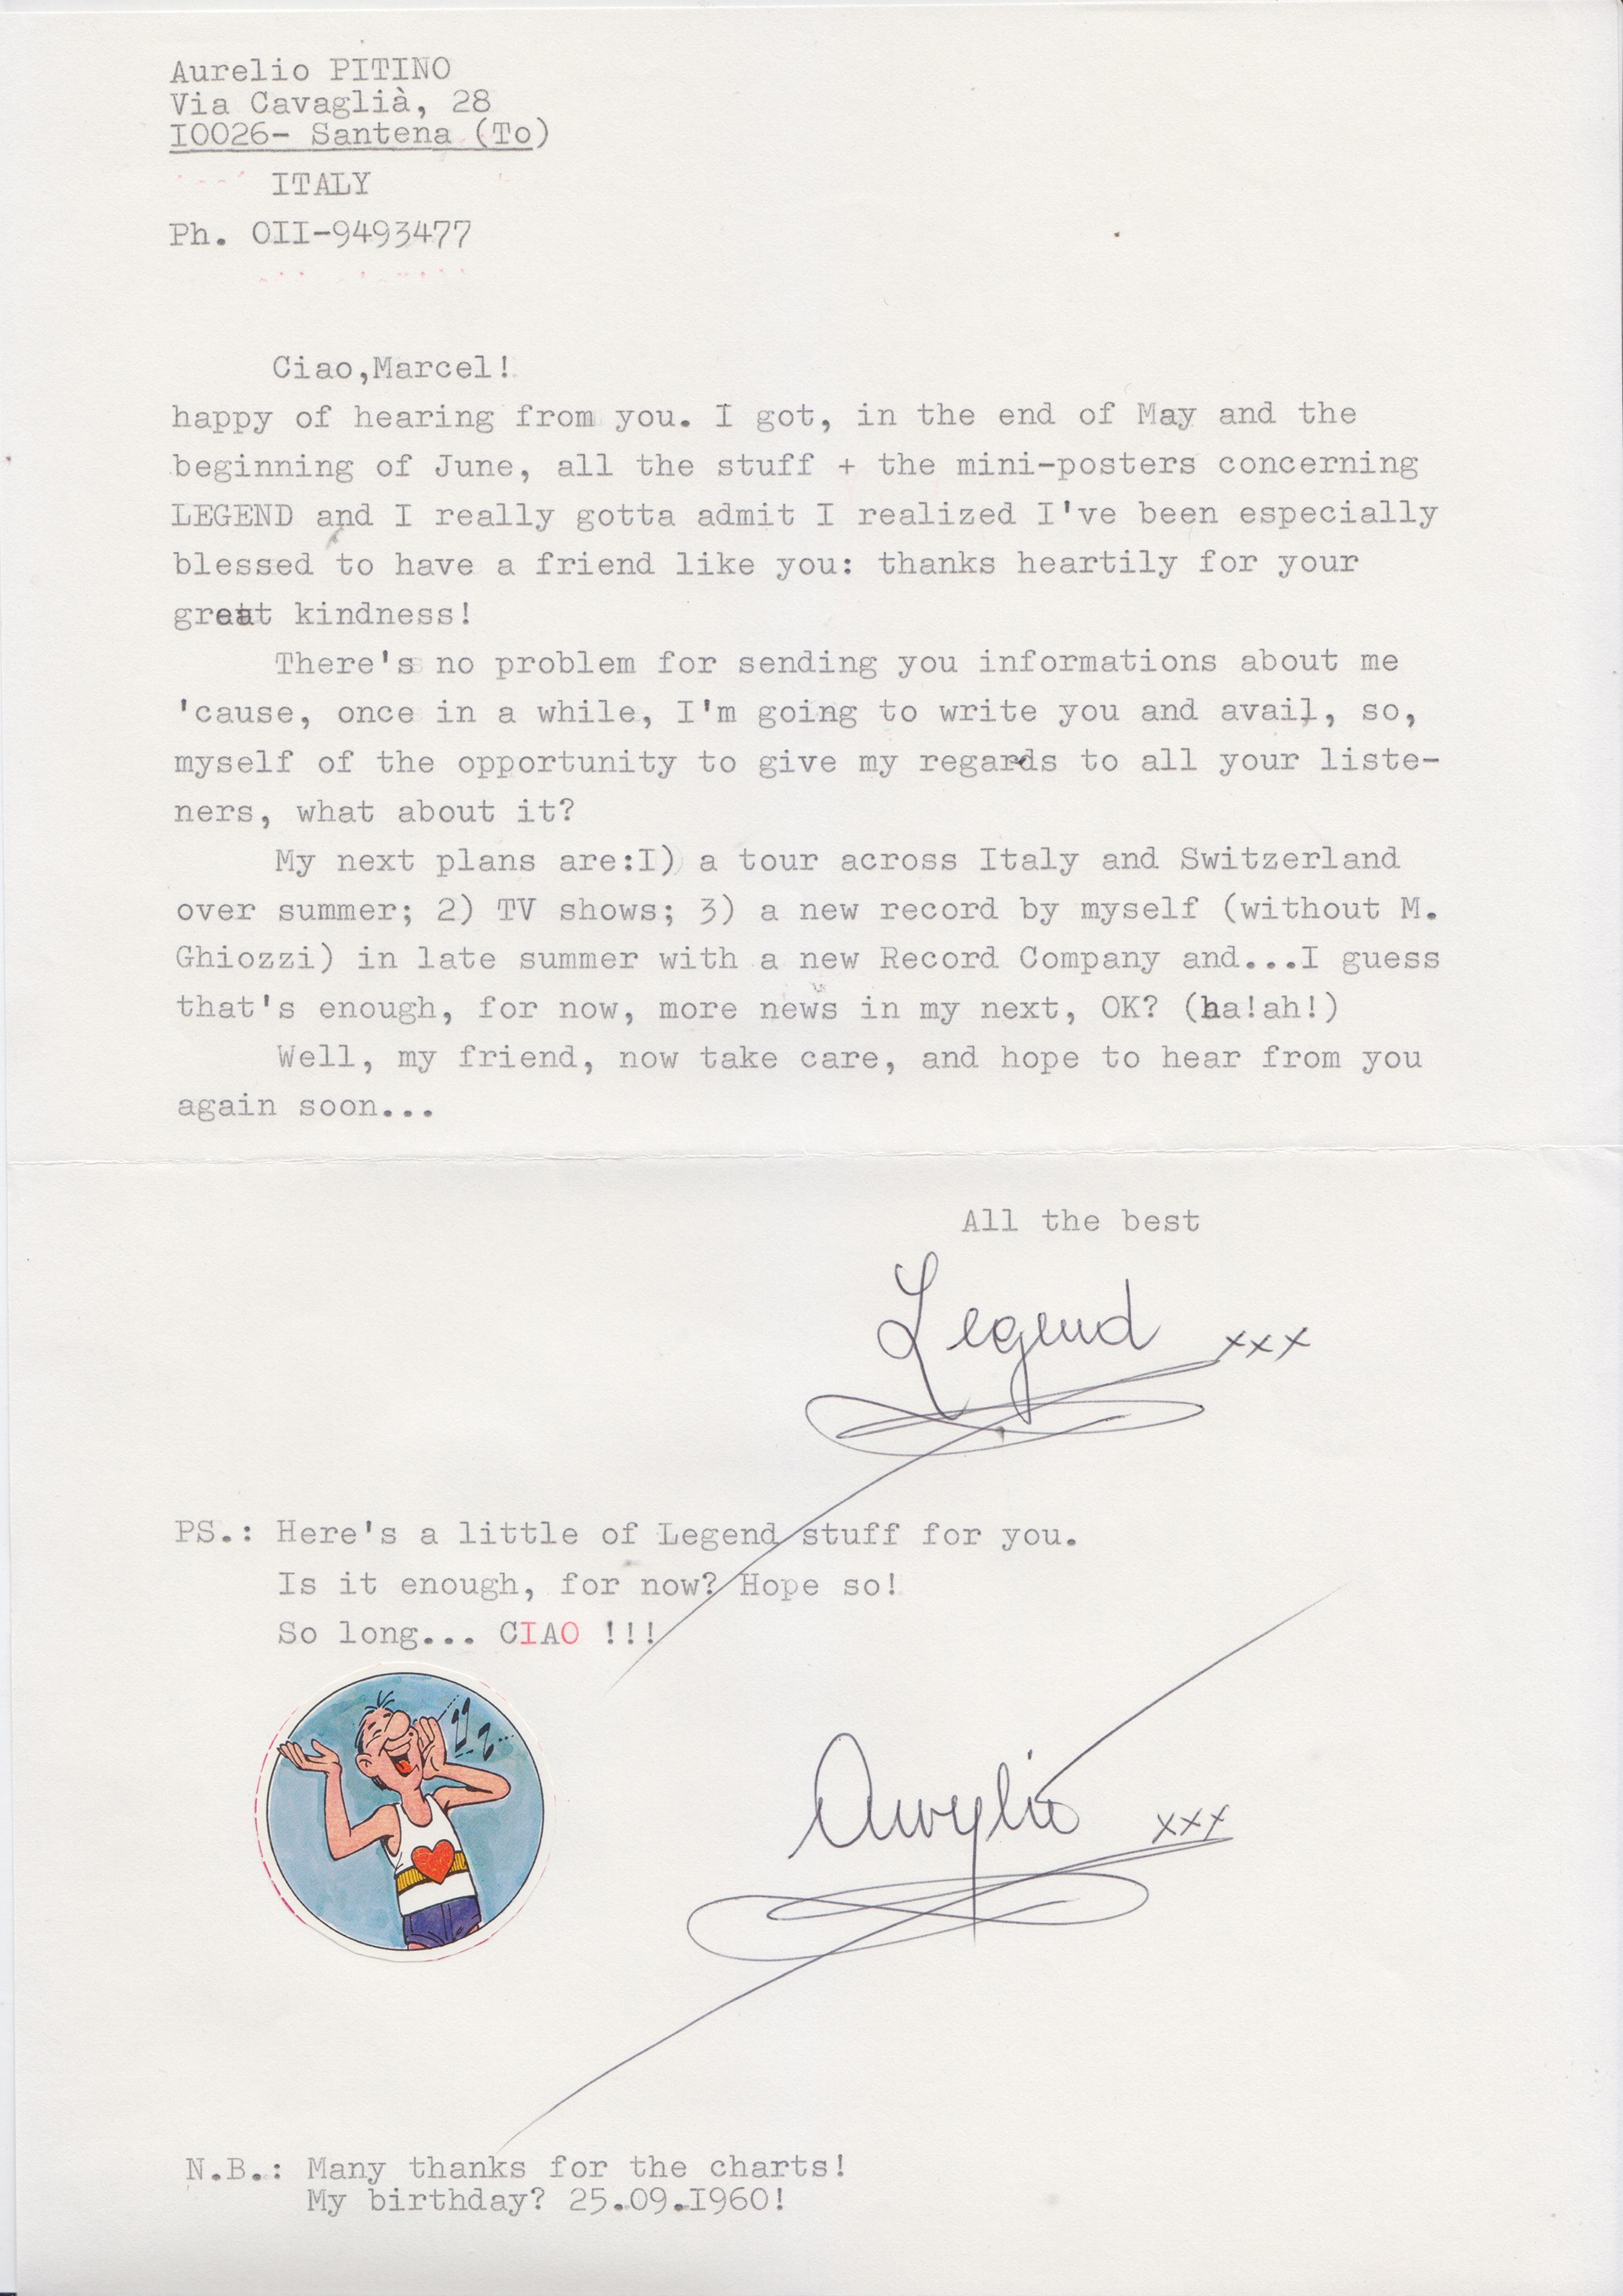 Aurelio PITINO
Via Cavaglià, 28
I0026- Santena (To)
ITALY
Ph. OII-9493477
Ciao,Marcel!
happy of hearing from you. I got, in the end of May and the
beginning of June, all the stuff + the mini-posters concerning
LEGEND and I really gotta admit I realized I've been especially
blessed to have a friend like you: thanks heartily for your
great kindness!
There's no problem for sending you informations about me
'cause, once in a while, I'm going to write you and avail, so,
myself of the opportunity to give my regards to all your liste-
ners, what about it?
My next plans are:I) a tour across Italy and Switzerland
over summer; 2) TV shows; 3) a new record by myself (without M.
Ghiozzi) in late summer with a new Record Company and...I guess
that's enough, for now, more news in my next, OK? (ha!ah!)
Well, my friend, now take care, and hope to hear from you
again soon...
All the best
Legend xxx
PS.: Here's a little of Legend stuff for you.
Is it enough, for now? Hope so!
So long... CIAO !!!
xxx
N.B.: Many thanks for the charts!
My birthday? 25.09.I960!